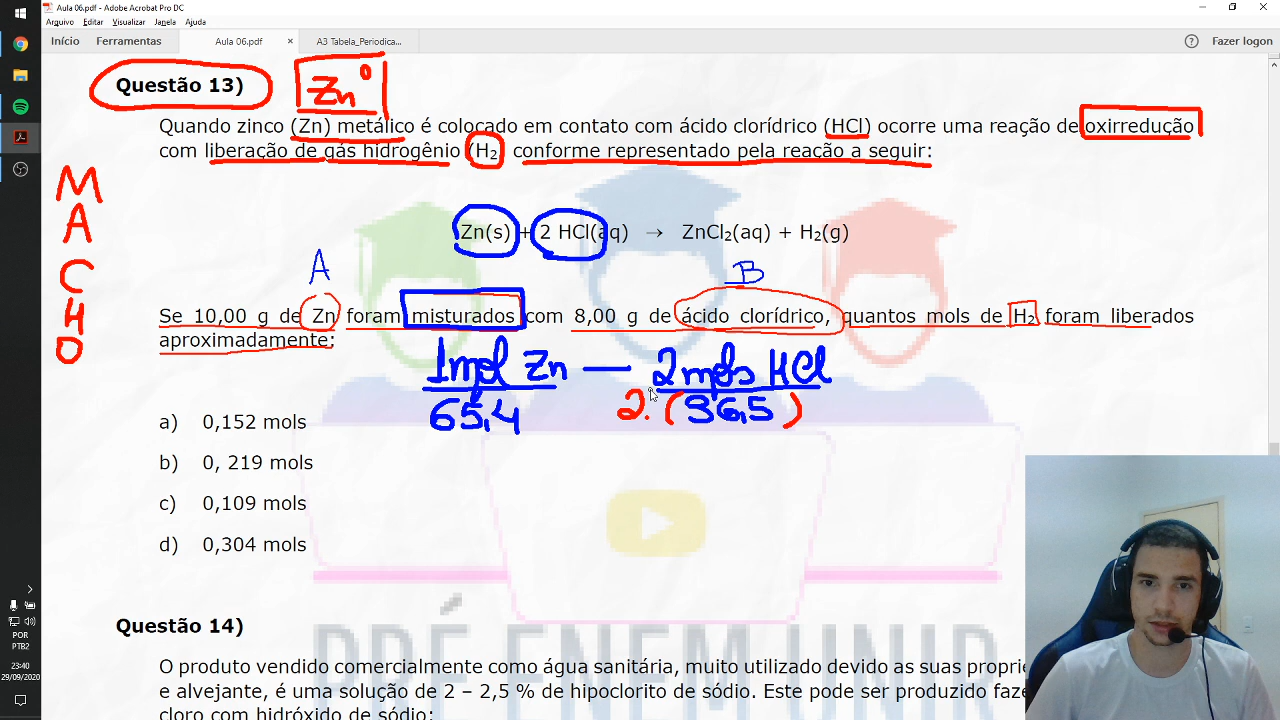 Aula 06.pdf - Adobe Acrobat Pro DC
Arquivo Editar Visualizar Janela Ajuda
Início Ferramentas Aula 06.pdf × A3 Tabela_Periodica... Fazer logon
Questão 13) Zn⁰
Quando zinco (Zn) metálico é colocado em contato com ácido clorídrico (HCl) ocorre uma reação de oxirredução
com liberação de gás hidrogênio (H₂ conforme representado pela reação a seguir:
M
A
C
H
O
Zn(s) + 2 HCl(aq) → ZnCl₂(aq) + H₂(g)
A B
Se 10,00 g de Zn foram misturados com 8,00 g de ácido clorídrico, quantos mols de H₂ foram liberados
aproximadamente:
1mol Zn — 2mols HCl
65,4 2.(36,5)
a) 0,152 mols
b) 0, 219 mols
c) 0,109 mols
d) 0,304 mols
Questão 14)
PRÉ ENEM UNIR
O produto vendido comercialmente como água sanitária, muito utilizado devido as suas proprie
e alvejante, é uma solução de 2 – 2,5 % de hipoclorito de sódio. Este pode ser produzido faze
cloro com hidróxido de sódio:
POR
PTB2
23:40
29/09/2020